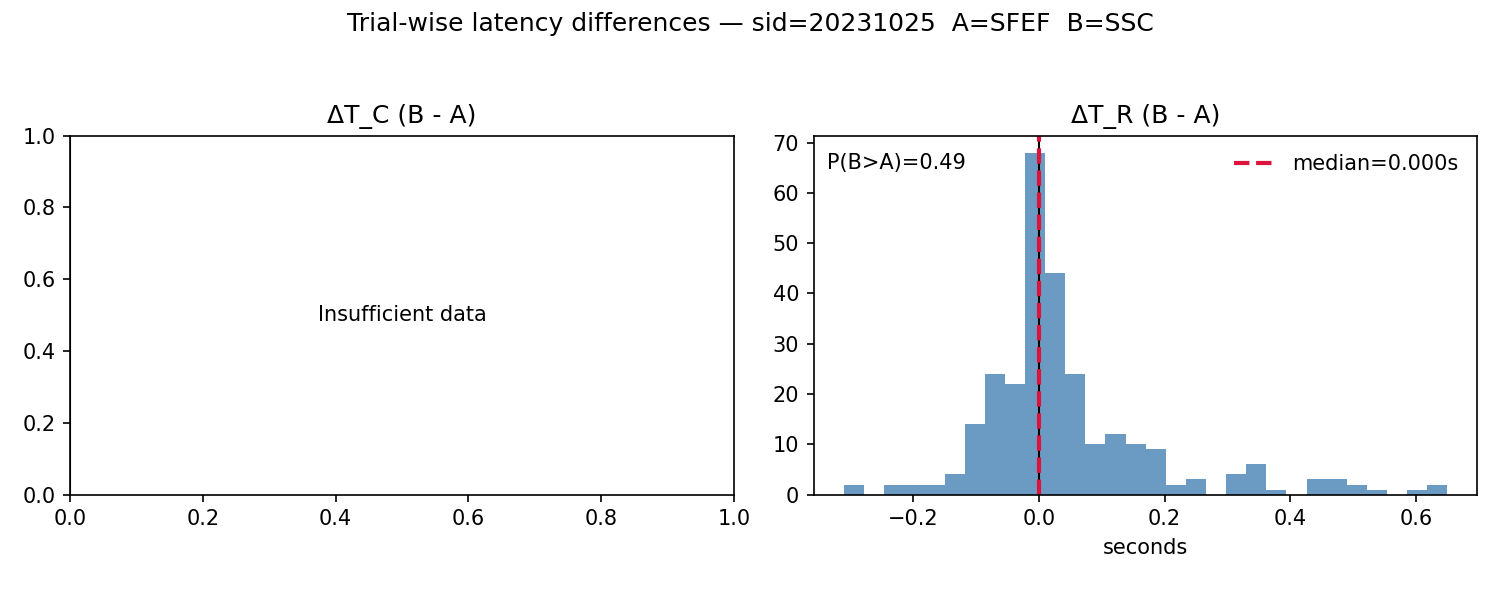 Trial-wise latency differences — sid=20231025  A=SFEF  B=SSC
ΔT_C (B - A)
1.0
0.8
0.6
0.4
0.2
0.0
Insufficient data
0.0 0.2 0.4 0.6 0.8 1.0
ΔT_R (B - A)
70
60
50
40
30
20
10
0
P(B>A)=0.49
median=0.000s
−0.2 0.0 0.2 0.4 0.6
seconds